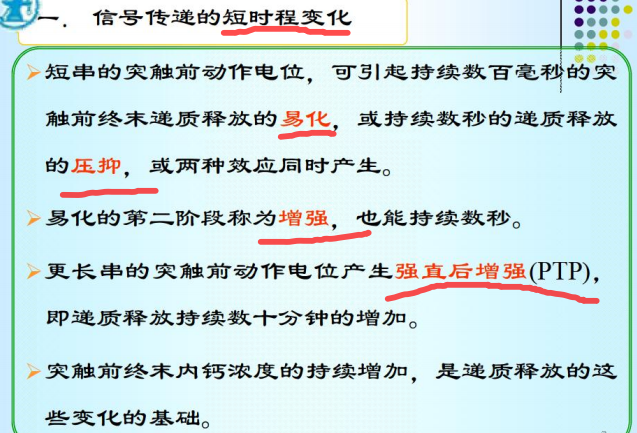 一. 信号传递的短时程变化
➢短串的突触前动作电位，可引起持续数百毫秒的突
触前终末递质释放的易化，或持续数秒的递质释放
的压抑，或两种效应同时产生。
➢易化的第二阶段称为增强，也能持续数秒。
➢更长串的突触前动作电位产生强直后增强(PTP)，
即递质释放持续数十分钟的增加。
➢突触前终末内钙浓度的持续增加，是递质释放的这
些变化的基础。